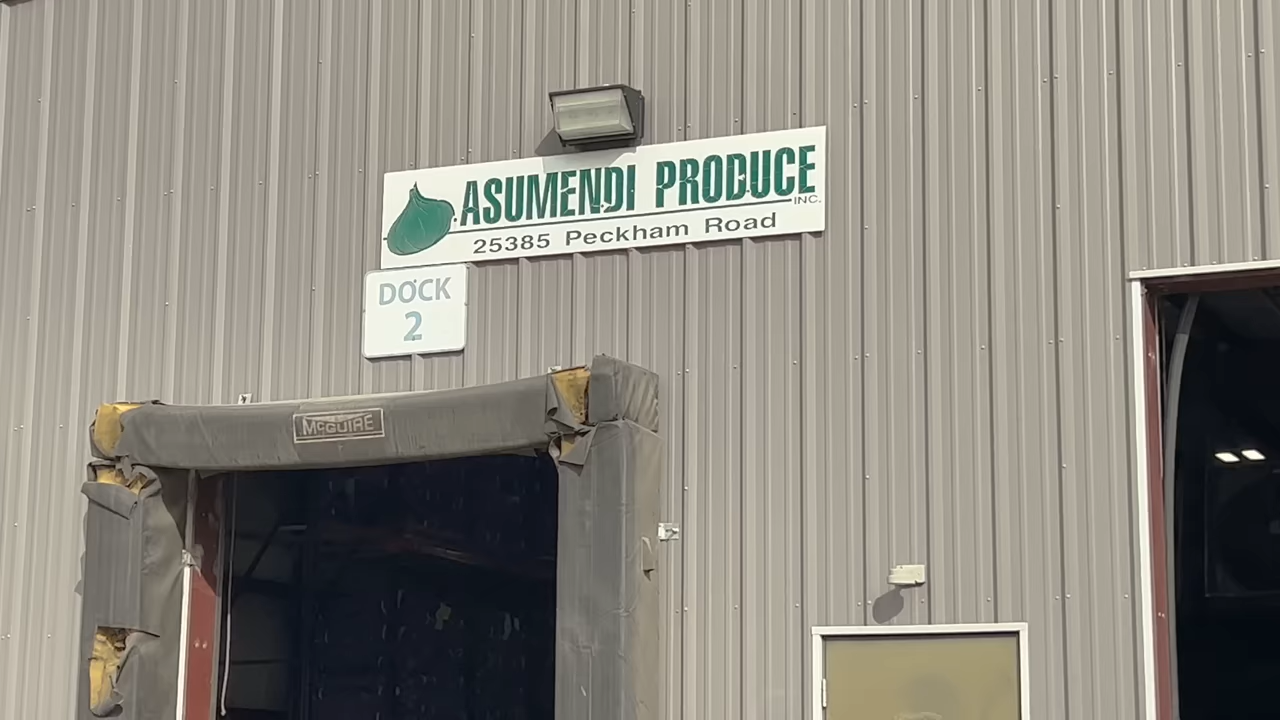 ASUMENDI PRODUCE
INC.
25385 Peckham Road
DOCK
2
McGUIRE